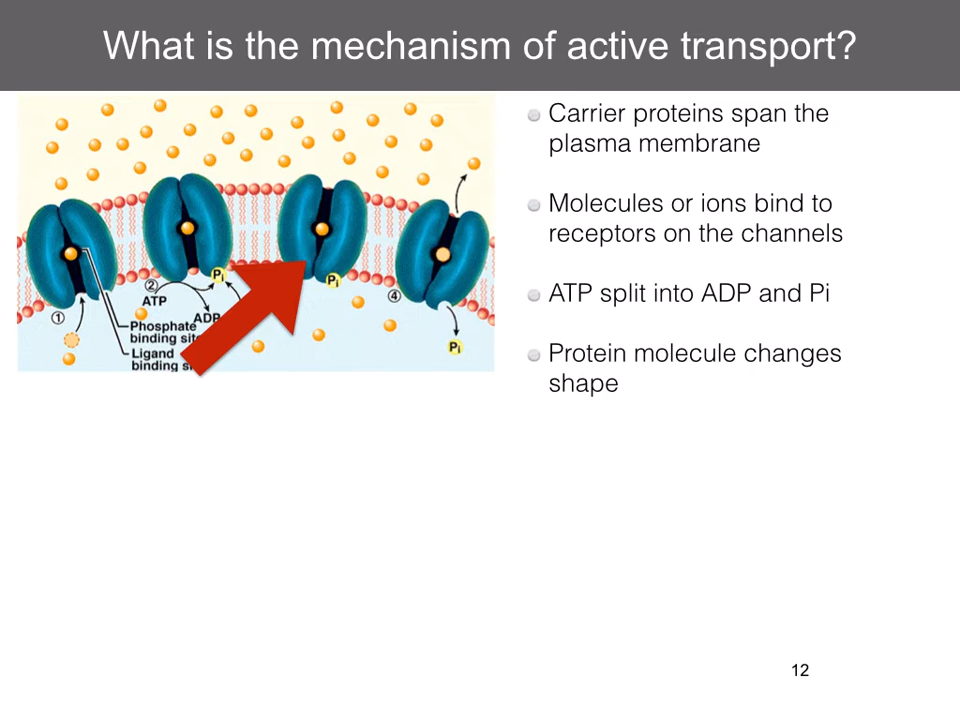 What is the mechanism of active transport?
Carrier proteins span the
plasma membrane
Molecules or ions bind to
receptors on the channels
ATP split into ADP and Pi
Protein molecule changes
shape
①
Phosphate
binding
Ligand
binding
②
ATP
ADP
Pi
Pi
④
Pi
12